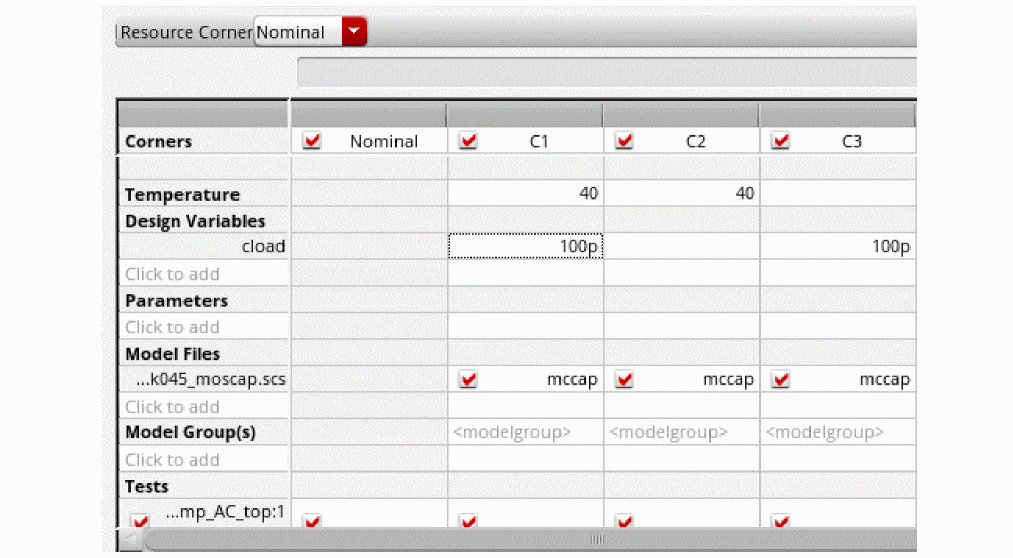 Resource Corner Nominal
Corners Nominal C1 C2 C3
Temperature 40 40
Design Variables
cload 100p 100p
Click to add
Parameters
Click to add
Model Files
...k045_moscap.scs mccap mccap mccap
Click to add
Model Group(s) <modelgroup> <modelgroup> <modelgroup>
Click to add
Tests
...mp_AC_top:1